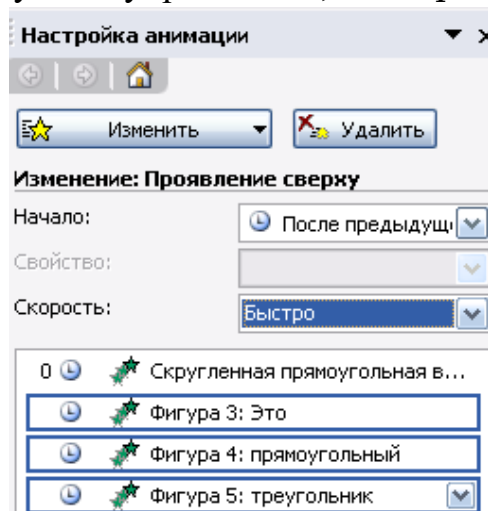 Настройка анимации
Изменить Удалить
Изменение: Проявление сверху
Начало: После предыдущ
Свойство:
Скорость: Быстро
0 Скругленная прямоугольная в...
Фигура 3: Это
Фигура 4: прямоугольный
Фигура 5: треугольник